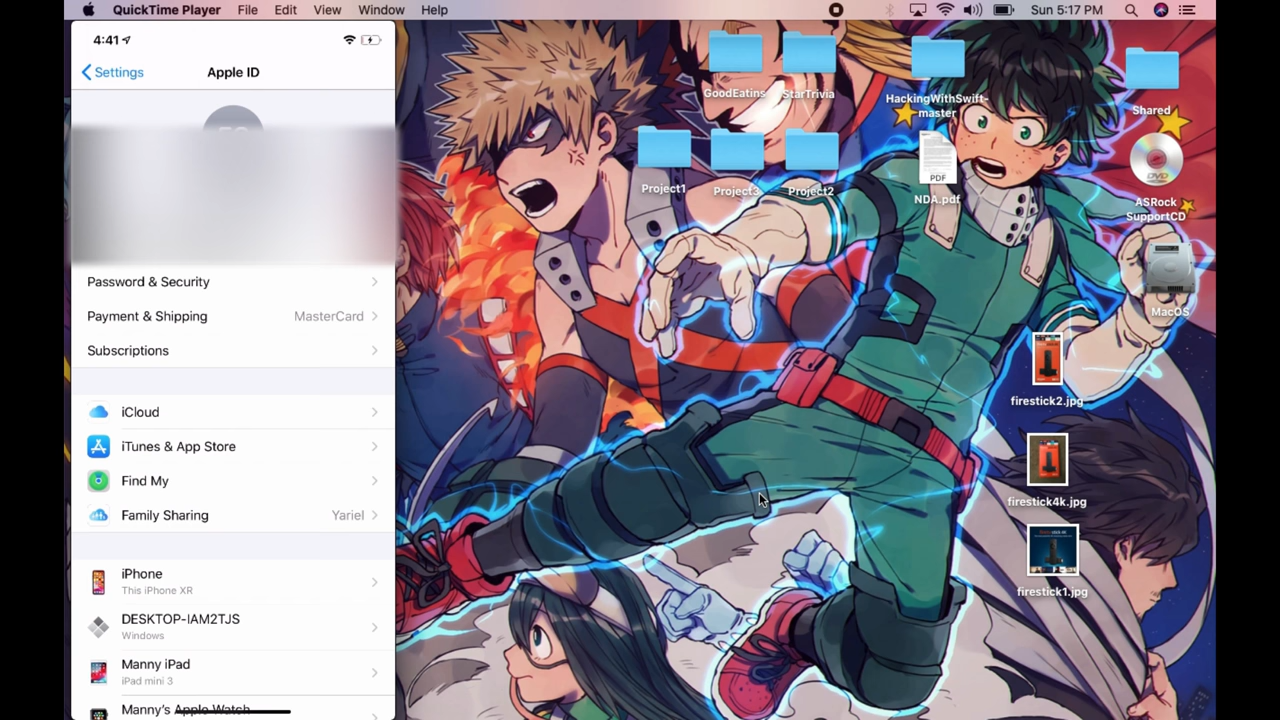 QuickTime Player File Edit View Window Help Sun 5:17 PM
4:41
Settings Apple ID
Password & Security
Payment & Shipping MasterCard
Subscriptions
iCloud
iTunes & App Store
Find My
Family Sharing Yariel
iPhone
This iPhone XR
DESKTOP-IAM2TJS
Windows
Manny iPad
iPad mini 3
Manny's Apple Watch
GoodEatins
StarTrivia
HackingWithSwift-
master
Shared
Project1
Project3
Project2
PDF
NDA.pdf
DVD
ASRock
SupportCD
MacOS
firestick2.jpg
firestick4k.jpg
firestick1.jpg